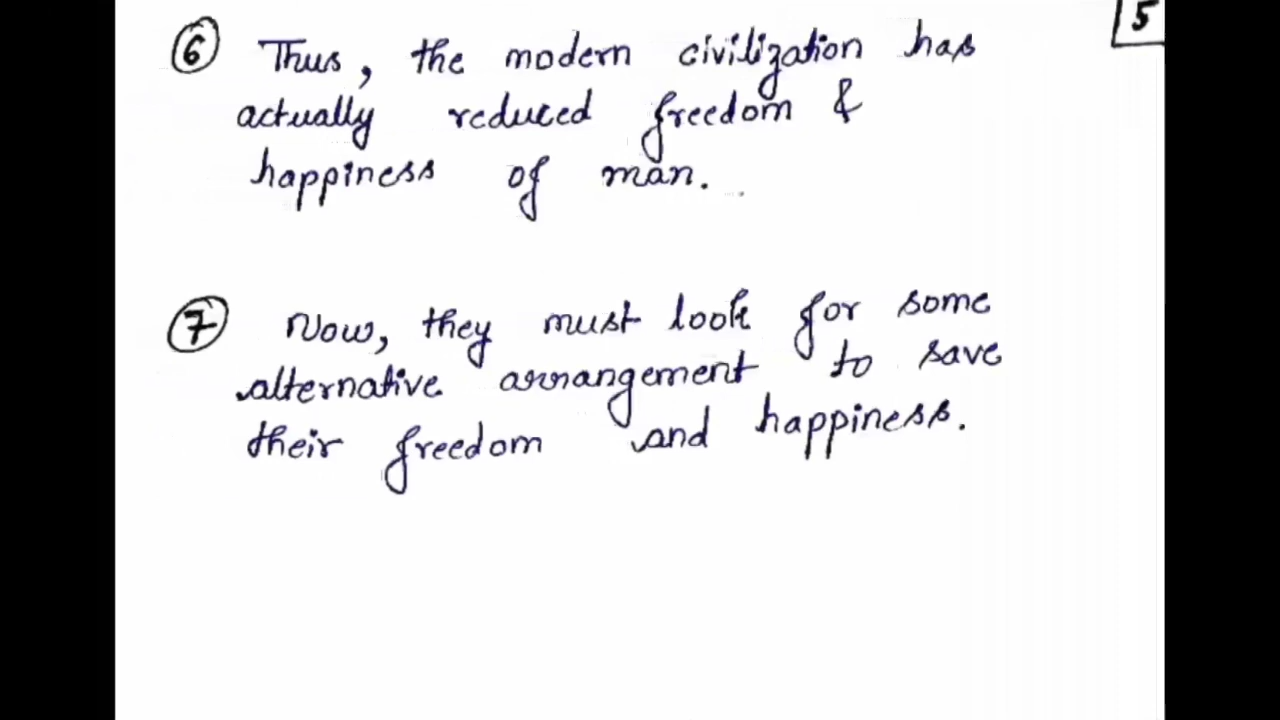 5
⑥ Thus, the modern civilization has
actually reduced freedom &
happiness of man.
⑦ Now, they must look for some
alternative arrangement to save
their freedom and happiness.